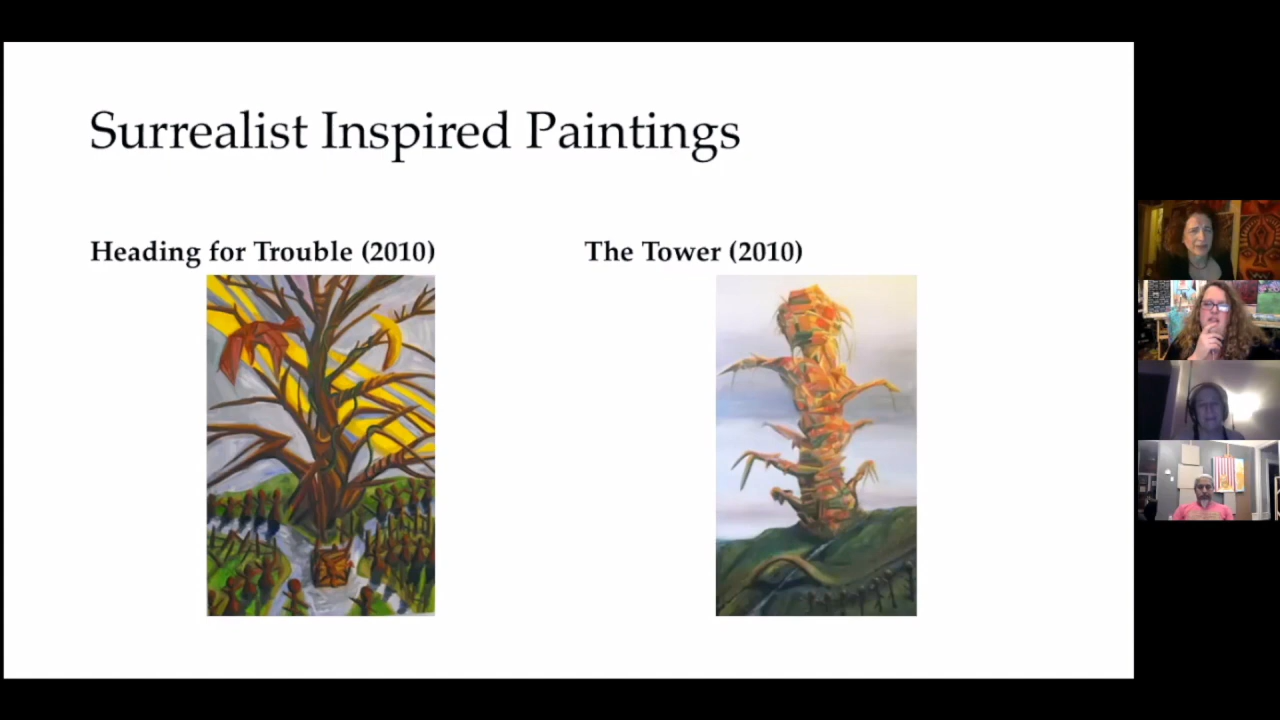 Surrealist Inspired Paintings
Heading for Trouble (2010)
The Tower (2010)